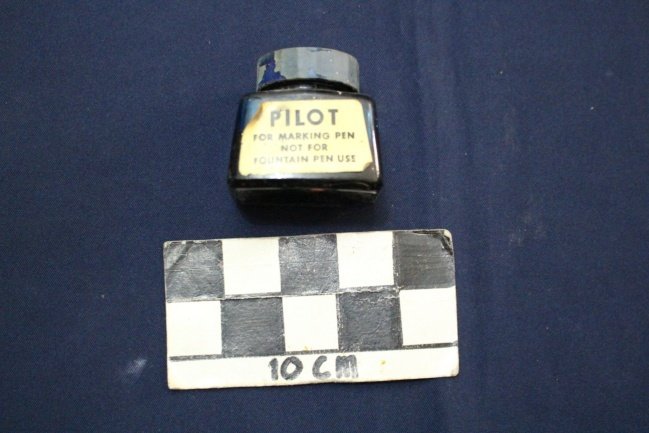 PILOT
FOR MARKING PEN
NOT FOR
FOUNTAIN PEN USE
10 CM